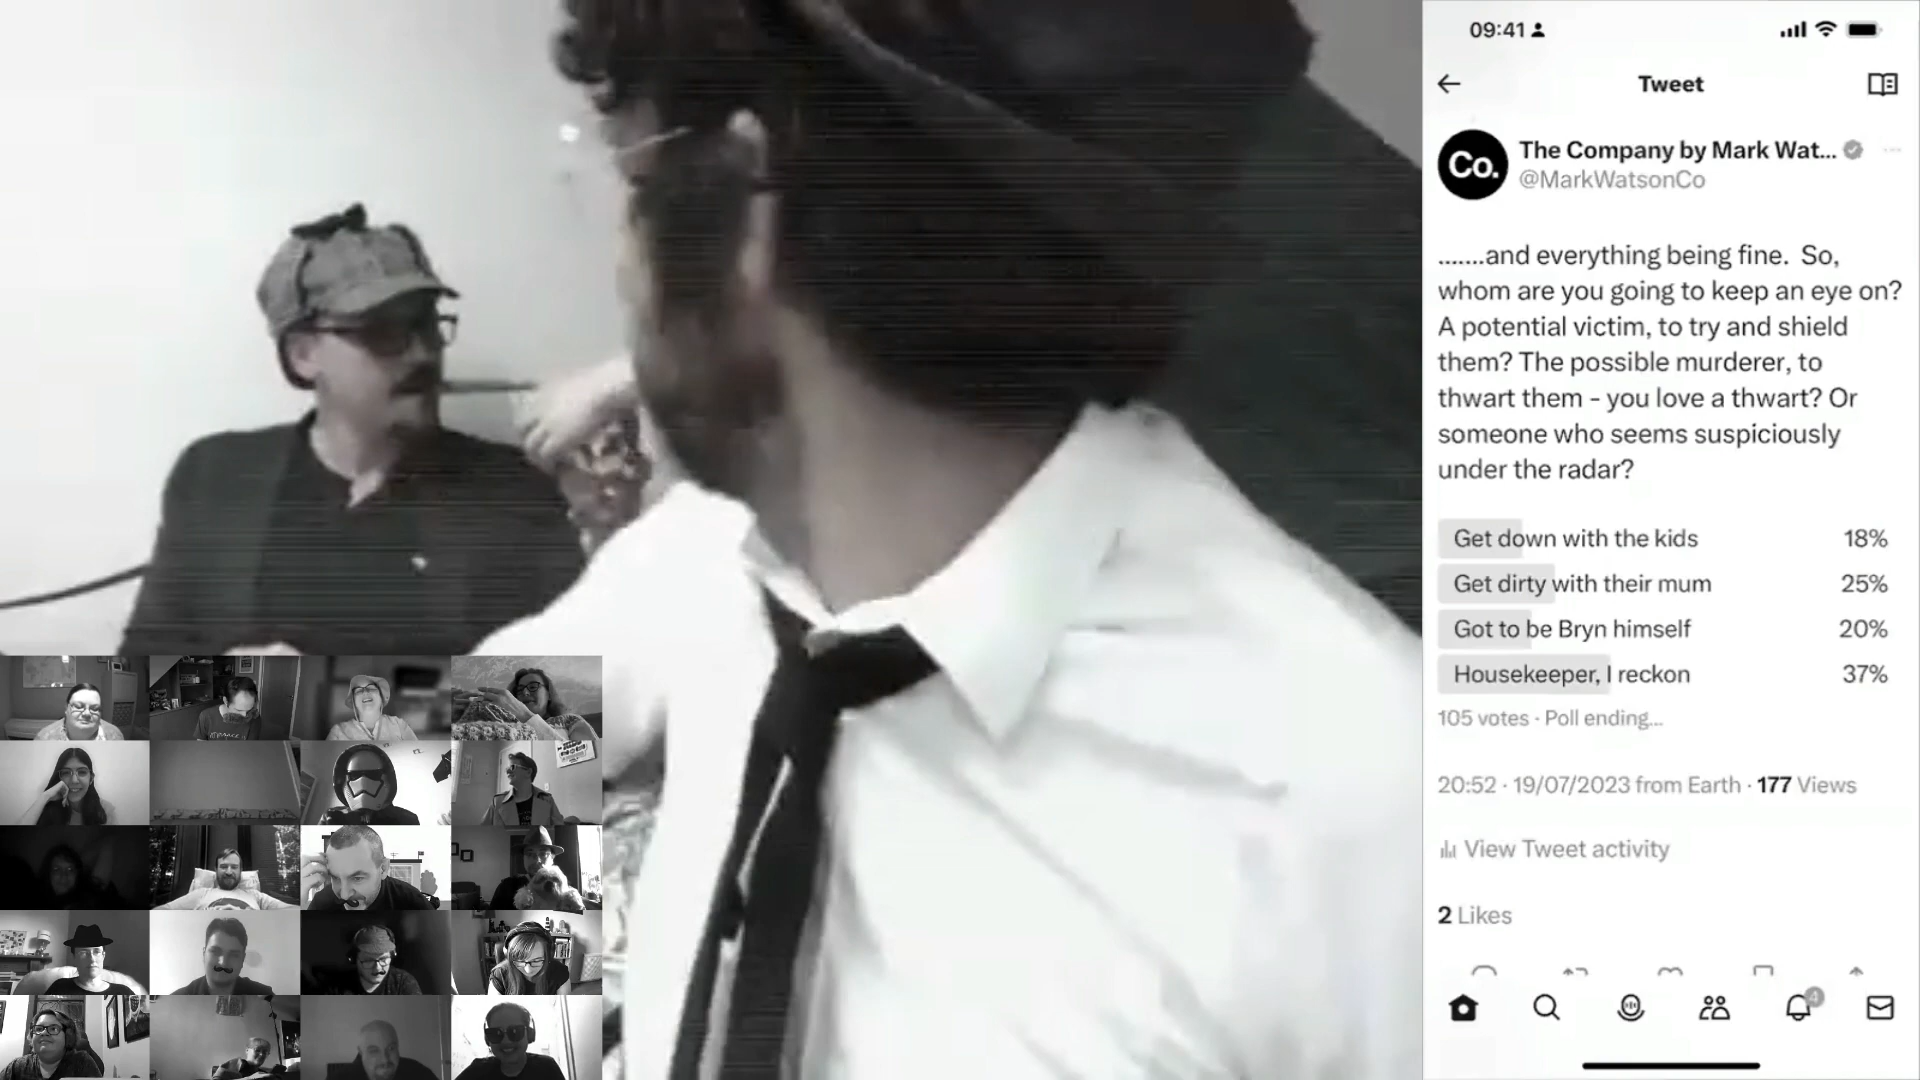 09:41
Tweet
Co.
The Company by Mark Wat...
@MarkWatsonCo
.......and everything being fine.  So,
whom are you going to keep an eye on?
A potential victim, to try and shield
them? The possible murderer, to
thwart them - you love a thwart? Or
someone who seems suspiciously
under the radar?
Get down with the kids 18%
Get dirty with their mum 25%
Got to be Bryn himself 20%
Housekeeper, I reckon 37%
105 votes · Poll ending...
20:52 · 19/07/2023 from Earth · 177 Views
View Tweet activity
2 Likes
4